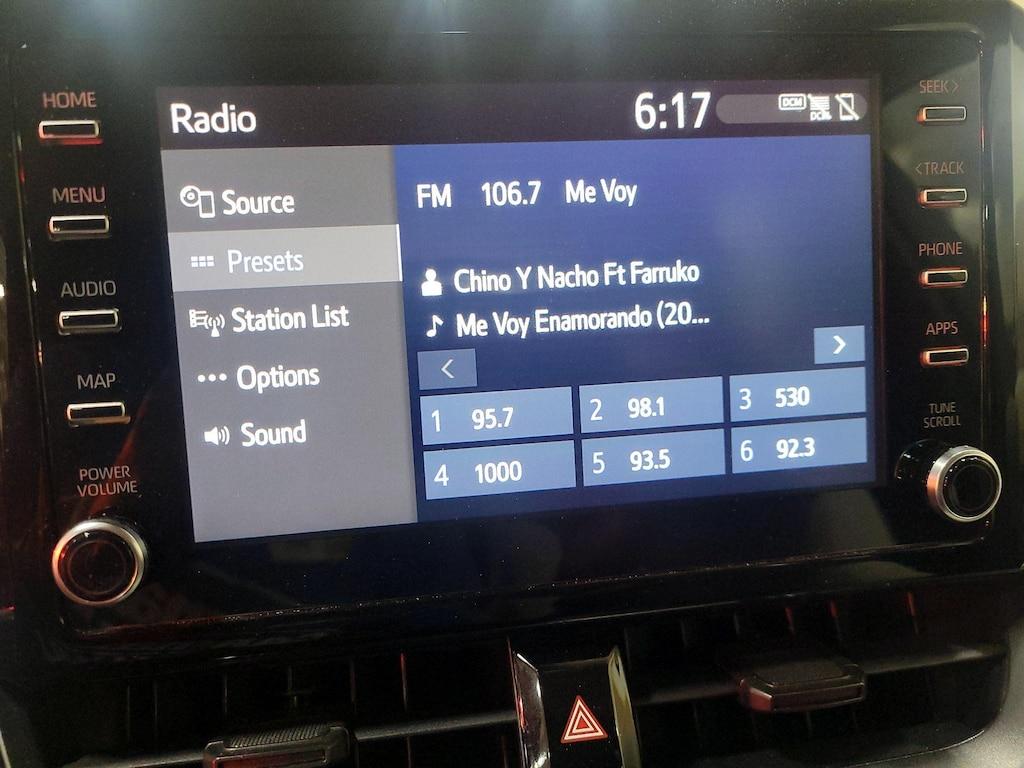 HOME
MENU
AUDIO
MAP
POWER
VOLUME
Radio
6:17
DCM
DCM
Source
Presets
Station List
Options
Sound
FM 106.7 Me Voy
Chino Y Nacho Ft Farruko
Me Voy Enamorando (20...
< >
1 95.7 2 98.1 3 530
4 1000 5 93.5 6 92.3
SEEK >
< TRACK
PHONE
APPS
TUNE
SCROLL